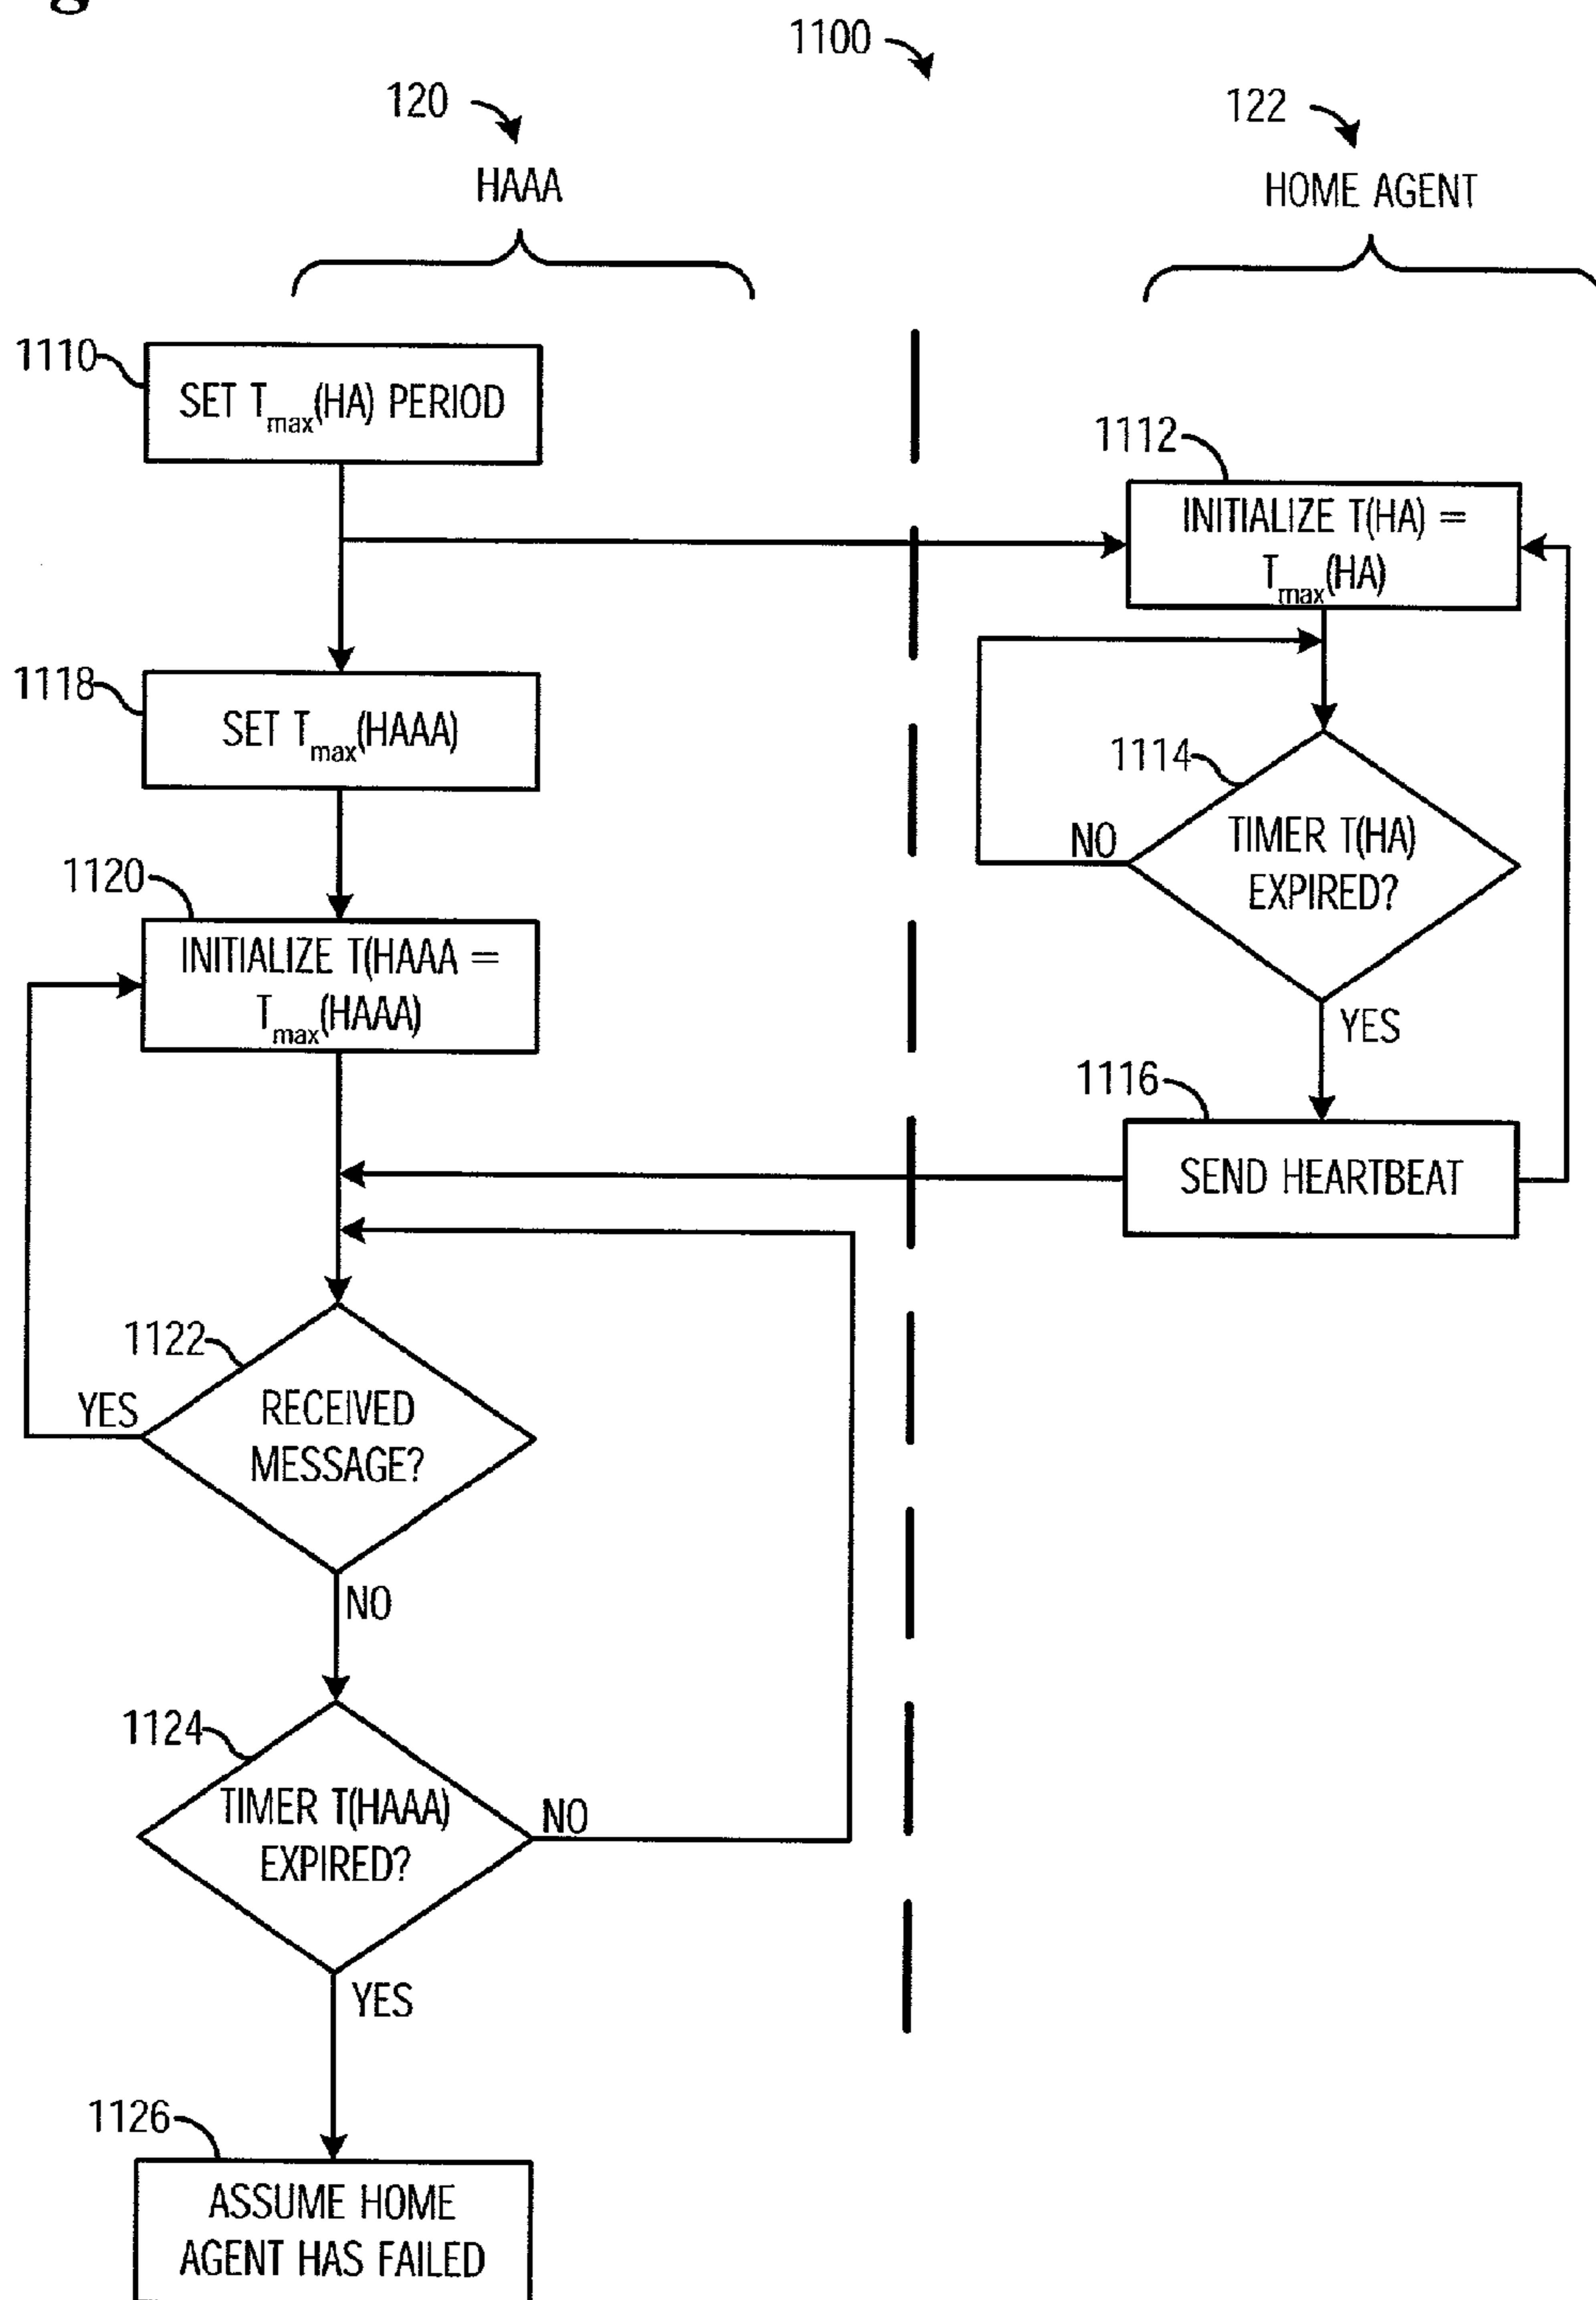 1100
120
122
HAAA
HOME AGENT
1110
SET Tmax(HA) PERIOD
1112
INITIALIZE T(HA) =
Tmax(HA)
1118
SET Tmax(HAAA)
1114
TIMER T(HA)
EXPIRED?
NO
YES
1120
INITIALIZE T(HAAA =
Tmax(HAAA)
1116
SEND HEARTBEAT
1122
RECEIVED
MESSAGE?
YES
NO
1124
TIMER T(HAAA)
EXPIRED?
NO
YES
1126
ASSUME HOME
AGENT HAS FAILED